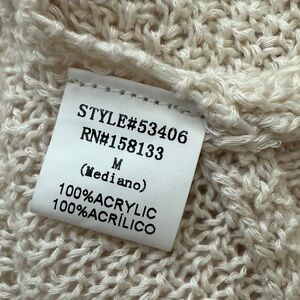 STYLE#53406
RN#158133
M
(Mediano)
100%ACRYLIC
100%ACRÍLICO